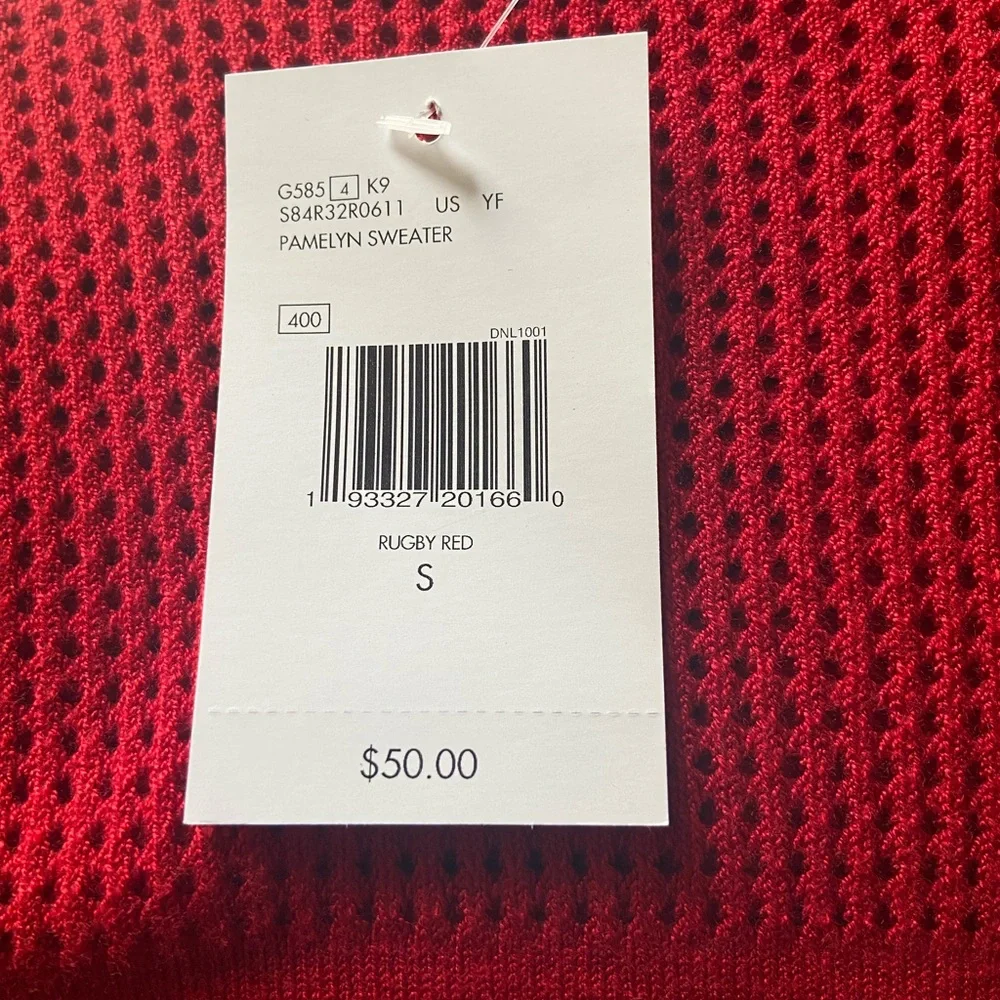 G585 4 K9
S84R32R0611 US YF
PAMELYN SWEATER
400
DNL1001
1 93327 20166 0
RUGBY RED
S
$50.00